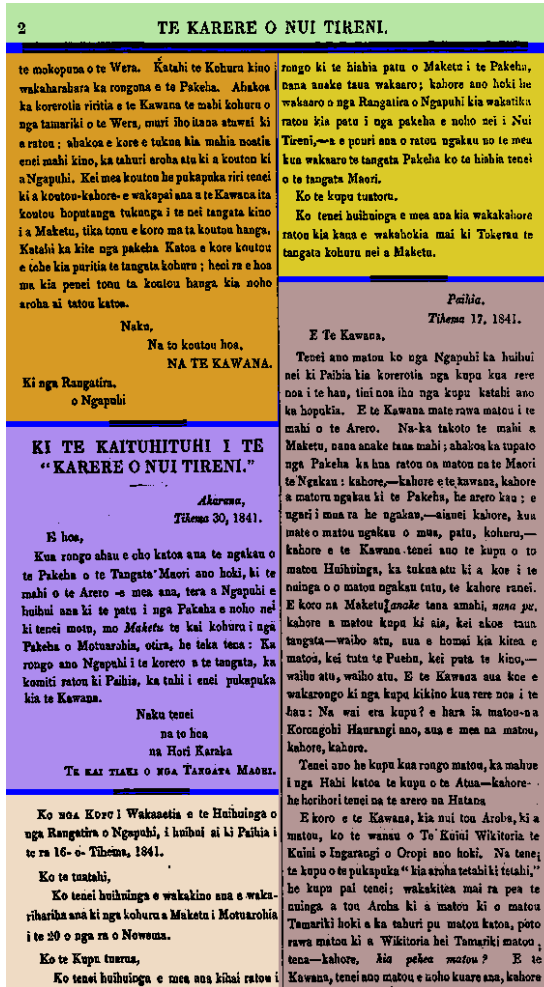 2
TE KARERE O NUI TIRENI.
te mokopuna o te Wera. Katahi te Kohuru kino
wakaharahara ka rongona e te Pakeha. Ahakoa
ka korerotia riritia e te Kawana te mahi kohuru o
nga tamariki o te Wera, muri iho itana atuwai ki
a ratou; ahakoa e kore e tukua kia mahia noatia
enei mahi kino, ka tahuri aroha atu ki a koutou ki
a Ngapuhi. Kei mea koutou he pukapuka riri tenei
ki a koutou-kahore- e wakapai ana a te Kawana ita
koutou hoputanga tukunga i te nei tangata kino
i a Maketu, tika tonu e koro ma ta koutou hanga,
Katahi ka kite nga pakeha Katoa e kore koutou
e tohe kia puritia te tangata kohuru; heoi ra e hoa
ma kia penei tonu ta koutou hanga kia noho
aroha ai tatou katoa.
Naku,
Na to koutou hoa,
NA TE KAWANA.
Ki nga Rangatira,
o Ngapuhi
KI TE KAITUHITUHI I TE
"KARERE O NUI TIRENI."
Akarana,
Tihema 30, 1841.
E hoa,
Kua rongo ahau e oho katoa ana te ngakau o
te Pakeha o te Tangata Maori ano hoki, ki te
mahi o te Arero -e mea ana, tera a Ngapuhi e
huihui ana ki te patu i nga Pakeha e noho nei
ki tenei motu, mo Maketu te kai kohuru i nga
Pakeha o Motuarohia, otira, he teka tena: Ka
rongo ano Ngapuhi i te korero a te tangata, ka
komiti ratou ki Paihia, ka tuhi i enei pukapuka
kia te Kawana.
Naku tenei
na to hoa
na Hori Karaka
TE KAI TIAKI O NGA TANGATA MAORI.
Ko NGA KUPU I Wakaaetia e te Huihuinga o
nga Rangatira o Ngapuhi, i huihui ai ki Paihia i
te ra 16- o- Tihema, 1841.
Ko te tuatahi,
Ko tenei huihuinga e wakakino ana e waka-
rihariha ana ki nga kohuru a Maketu i Motuarohia
i te 20 o nga ra o Nowema.
Ko te Kupu tuarua,
Ko tenei huihuinga e mea ana kihai ratou i
rongo ki te hiahia patu o Maketu i te Pakeha,
nana anake taua wakaaro; kahore ano hoki he
wakaaro o nga Rangatira o Ngapuhi kia wakatika
ratou kia patu i nga pakeha e noho nei i Nui
Tireni,—a e pouri ana o ratou ngakau no te mea
kua wakaaro te tangata Pakeha ko te hiahia tenei
o te tangata Maori.
Ko te kupu tuatoru.
Ko tenei huihuinga e mea ana kia wakakahore
ratou kia kaua e wakahokia mai ki Tokerau te
tangata kohuru nei a Maketu.
Paihia,
Tihema 17, 1841.
E Te Kawana,
Tenei ano matou ko nga Ngapuhi ka huihui
nei ki Paihia kia korerotia nga kupu kua rere
noa i te hau, tini noa iho nga kupu katahi ano
ka hopukia. E te Kawana mate rawa matou i te
mahi o te Arero. Na-ka takoto te mahi a
Maketu, nana anake tana mahi; ahakoa ka tupato
nga Pakeha ka hua ratou na matou na te Maori
te Ngakau: kahore,—kahore e te kawana, kahore
a matou ngakau ki te Pakeha, he arero kau; e
ngari i mua ra he ngakau,—aianei kahore, kua
mate o matou ngakau o mua, patu, kohuru,—
kahore e te Kawana tenei ano te kupu o to
matou Huihuinga, ka tukua atu ki a koe i te
nuinga o o matou ngakau tutu, te kahore ranei.
E koro na Maketu anake tana amahi, nana pu,
kahore a matou kupu ki aia, kei akoe taua
tangata—waiho atu, aua e homai kia kitea e
matou, kei tutu te Puehu, kei puta te kino,—
waiho atu, waiho atu. E te Kawana aua koe e
wakarongo ki nga kupu kikino kua rere noa i te
hau: Na wai era kupu? e hara ia matou-na
Korongohi Haurangi ano, aua e mea na matou,
kahore, kahore.
Tenei ano he kupu kua rongo matou, ka mahue
i nga Hahi katoa te kupu o te Atua—kahore-
he horihori tenei na te arero na Hatana
E koro e te Kawana, kia nui tou Aroha, ki a
matou, ko te wanau o Te Kuini Wikitoria te
Kuini o Ingarangi o Oropi ano hoki. Na tenei
te kupu o te pukapuka "kia aroha tetahi ki tetahi,"
he kupu pai tenei; wakakitea mai ra pea te
nuinga a tou Aroha ki a matou ki o matou
Tamariki hoki a ka tahuri pu matou katoa, poto
rawa matou ki a Wikitoria hei Tamariki matou
tena—kahore, kia pehea matou? E te
Kawana, tenei ano matou e noho kuare ana, kahore